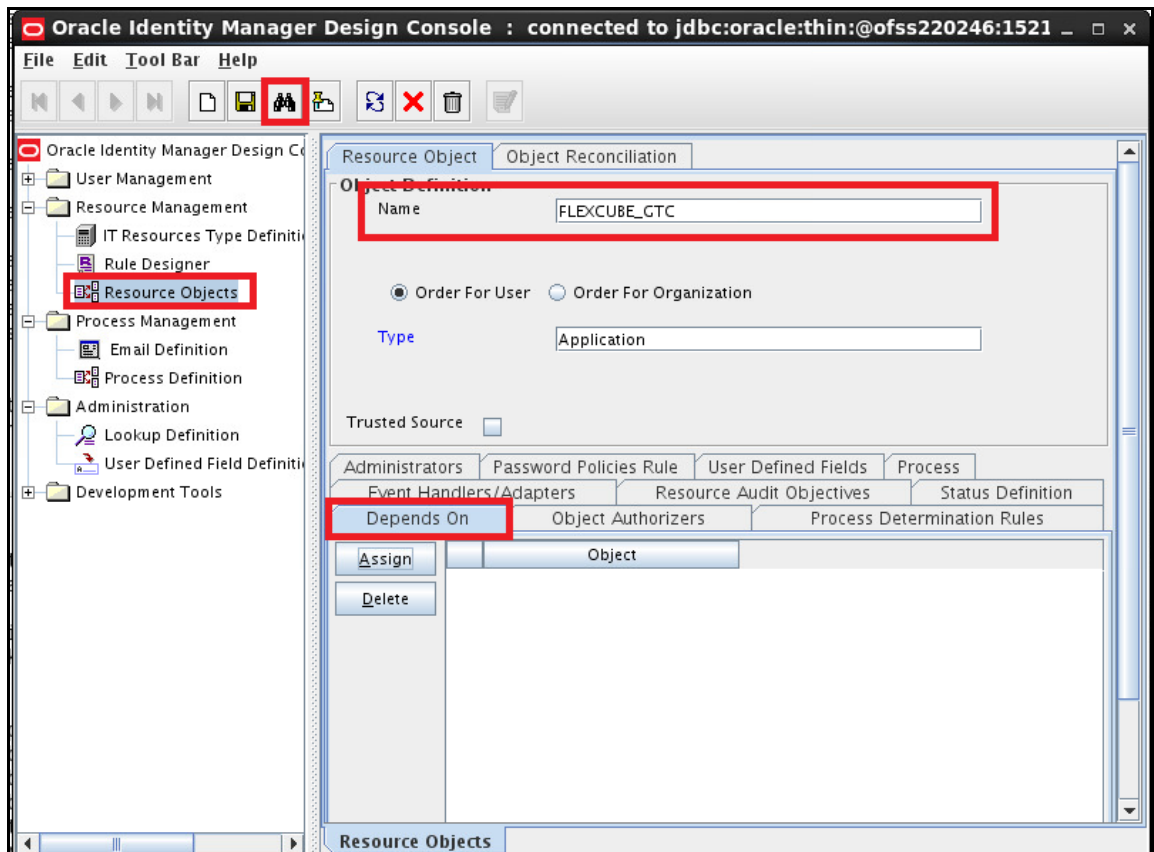 Oracle Identity Manager Design Console : connected to jdbc:oracle:thin:@ofss220246:1521
File Edit Tool Bar Help
Oracle Identity Manager Design Co
User Management
Resource Management
IT Resources Type Definiti
Rule Designer
Resource Objects
Process Management
Email Definition
Process Definition
Administration
Lookup Definition
User Defined Field Definiti
Development Tools
Resource Object Object Reconciliation
Object Definition
Name FLEXCUBE_GTC
Order For User Order For Organization
Type Application
Trusted Source
Administrators Password Policies Rule User Defined Fields Process
Event Handlers/Adapters Resource Audit Objectives Status Definition
Depends On Object Authorizers Process Determination Rules
Assign Object
Delete
Resource Objects